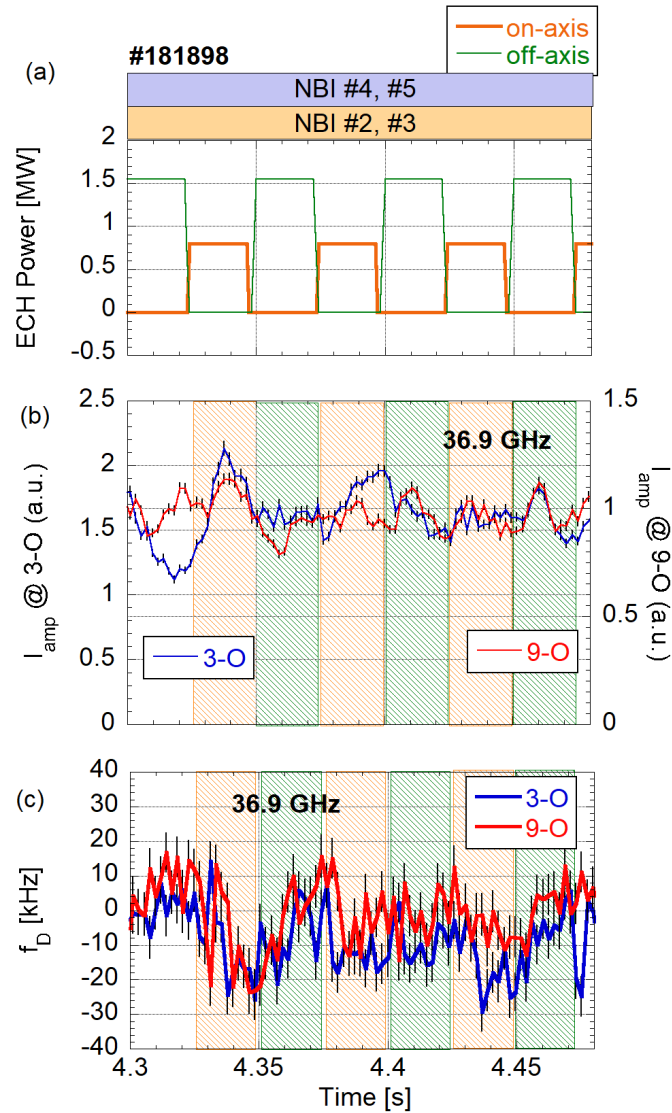 on-axis
off-axis
#181898
(a)
NBI #4, #5
NBI #2, #3
2
1.5
1
0.5
0
-0.5
ECH Power [MW]
(b)
2.5
2
1.5
1
0.5
0
I_amp @ 3-O (a.u.)
36.9 GHz
3-O
9-O
1.5
1
0.5
0
I_amp @ 9-O (a.u.)
(c)
40
30
20
10
0
-10
-20
-30
-40
f_D [kHz]
36.9 GHz
3-O
9-O
4.3
4.35
4.4
4.45
Time [s]